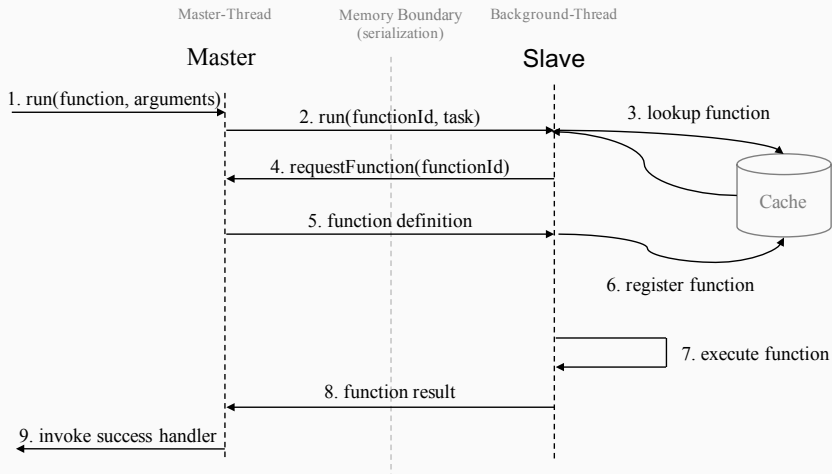 Master-Thread
Memory Boundary
(serialization)
Background-Thread
Master
Slave
1. run(function, arguments)
2. run(functionId, task)
3. lookup function
4. requestFunction(functionId)
Cache
5. function definition
6. register function
7. execute function
8. function result
9. invoke success handler